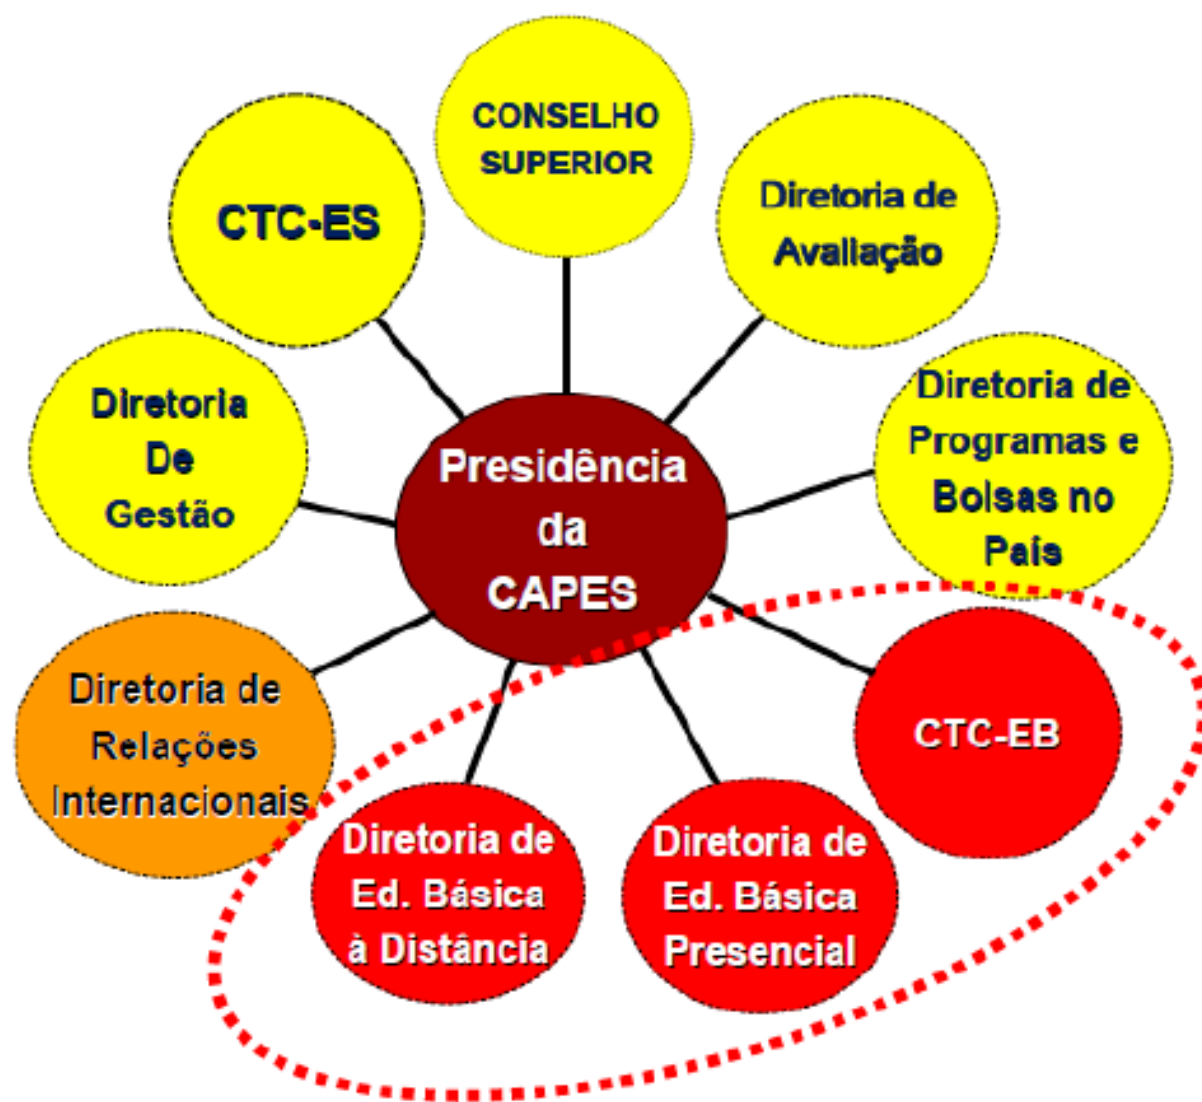 CONSELHO
SUPERIOR
CTC-ES
Diretoria de
Avaliação
Diretoria
De
Gestão
Diretoria de
Programas e
Bolsas no
País
Presidência
da
CAPES
Diretoria de
Relações
Internacionais
CTC-EB
Diretoria de
Ed. Básica
à Distância
Diretoria de
Ed. Básica
Presencial